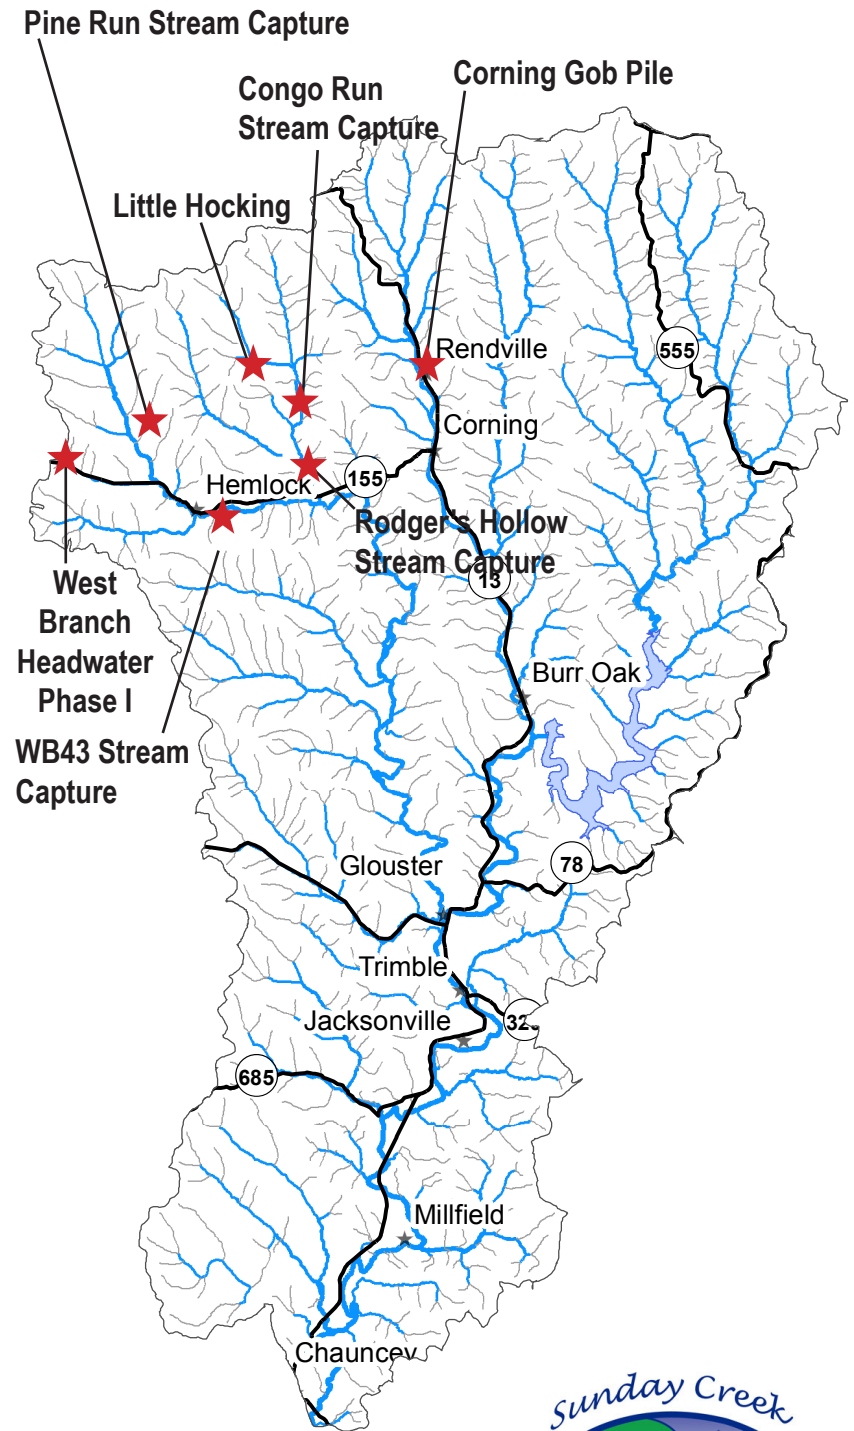 Pine Run Stream Capture
Corning Gob Pile
Congo Run
Stream Capture
Little Hocking
Rendville
555
Corning
Hemlock
155
Rodger's Hollow
Stream Capture
13
West
Branch
Headwater
Phase I
Burr Oak
WB43 Stream
Capture
Glouster
78
Trimble
Jacksonville
685
Millfield
Chauncey
Sunday Creek